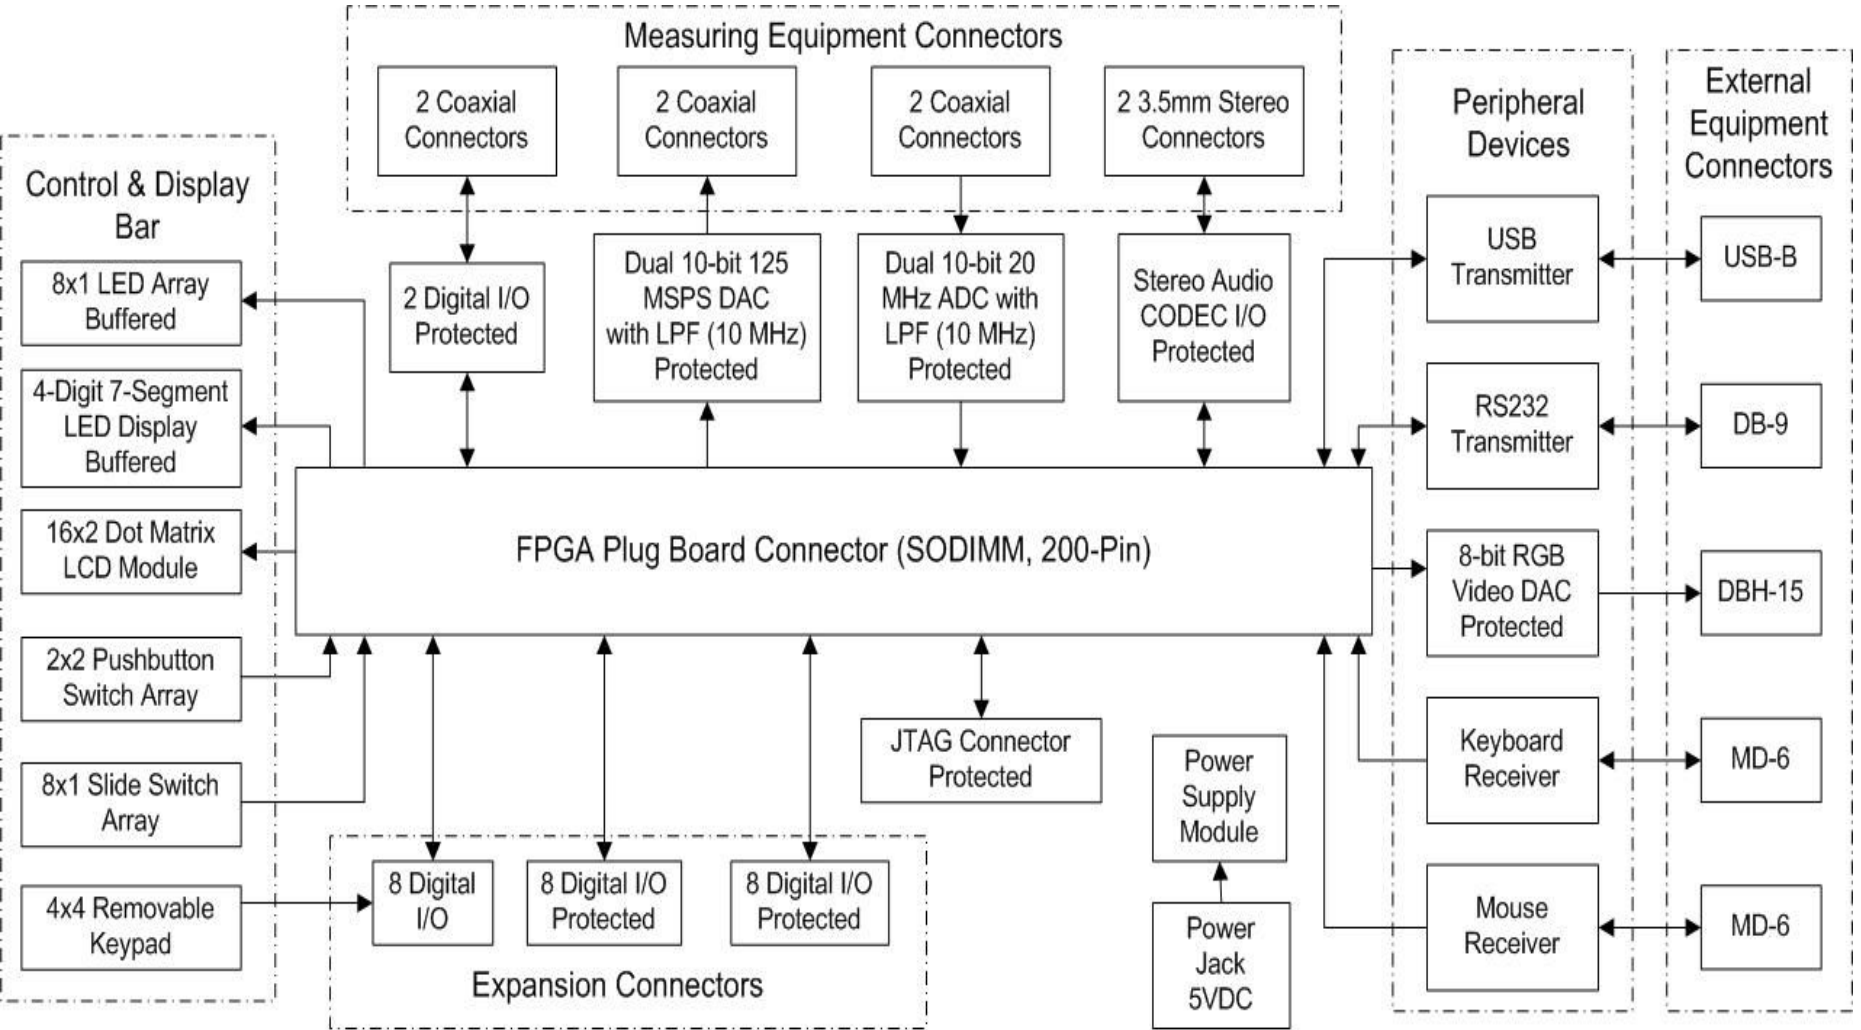 Measuring Equipment Connectors
2 Coaxial
Connectors
2 Coaxial
Connectors
2 Coaxial
Connectors
2 3.5mm Stereo
Connectors
2 Digital I/O
Protected
Dual 10-bit 125
MSPS DAC
with LPF (10 MHz)
Protected
Dual 10-bit 20
MHz ADC with
LPF (10 MHz)
Protected
Stereo Audio
CODEC I/O
Protected
Control & Display
Bar
8x1 LED Array
Buffered
4-Digit 7-Segment
LED Display
Buffered
16x2 Dot Matrix
LCD Module
2x2 Pushbutton
Switch Array
8x1 Slide Switch
Array
4x4 Removable
Keypad
FPGA Plug Board Connector (SODIMM, 200-Pin)
8 Digital
I/O
8 Digital I/O
Protected
8 Digital I/O
Protected
Expansion Connectors
JTAG Connector
Protected
Power
Supply
Module
Power
Jack
5VDC
Peripheral
Devices
USB
Transmitter
RS232
Transmitter
8-bit RGB
Video DAC
Protected
Keyboard
Receiver
Mouse
Receiver
External
Equipment
Connectors
USB-B
DB-9
DBH-15
MD-6
MD-6